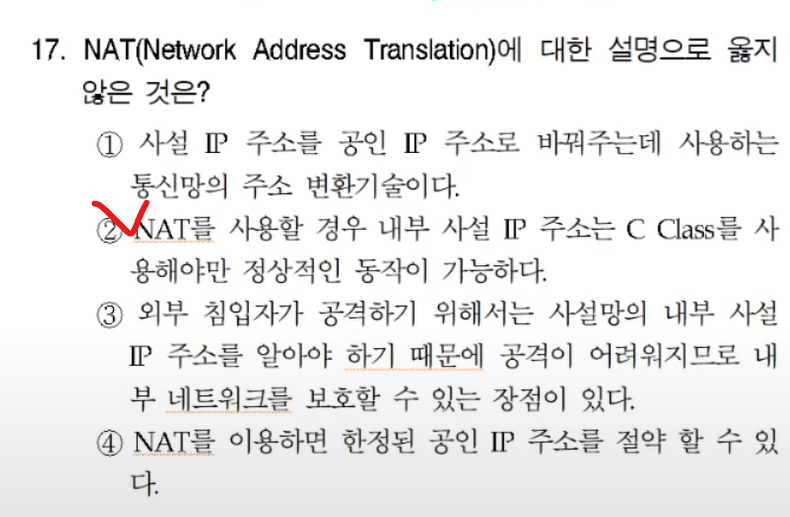 17. NAT(Network Address Translation)에 대한 설명으로 옳지
않은 것은?
① 사설 IP 주소를 공인 IP 주소로 바꿔주는데 사용하는
통신망의 주소 변환기술이다.
② NAT를 사용할 경우 내부 사설 IP 주소는 C Class를 사
용해야만 정상적인 동작이 가능하다.
③ 외부 침입자가 공격하기 위해서는 사설망의 내부 사설
IP 주소를 알아야 하기 때문에 공격이 어려워지므로 내
부 네트워크를 보호할 수 있는 장점이 있다.
④ NAT를 이용하면 한정된 공인 IP 주소를 절약 할 수 있
다.